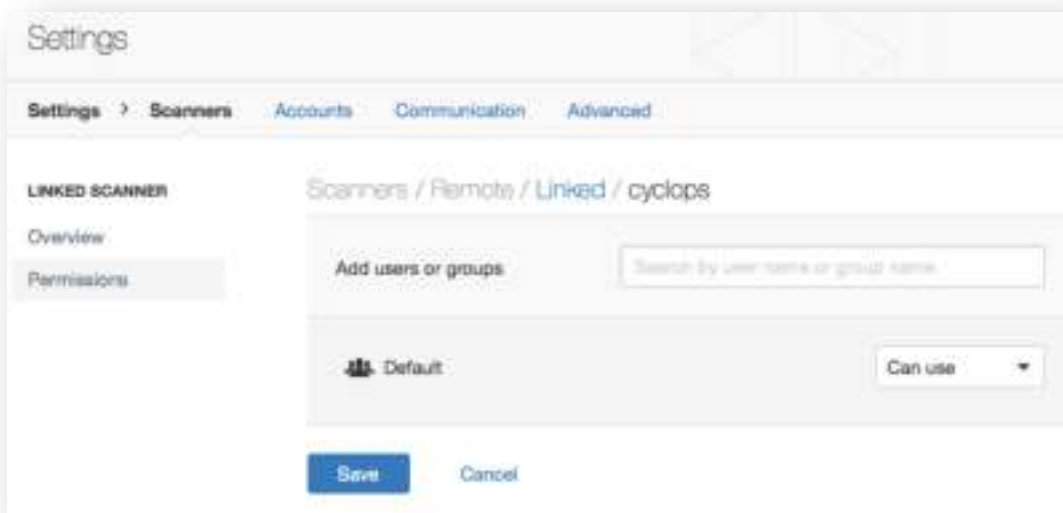 Settings
Settings > Scanners Accounts Communication Advanced
LINKED SCANNER
Overview
Permissions
Scanners / Remote / Linked / cyclops
Add users or groups
Search by user name or group name
Default
Can use
Save
Cancel